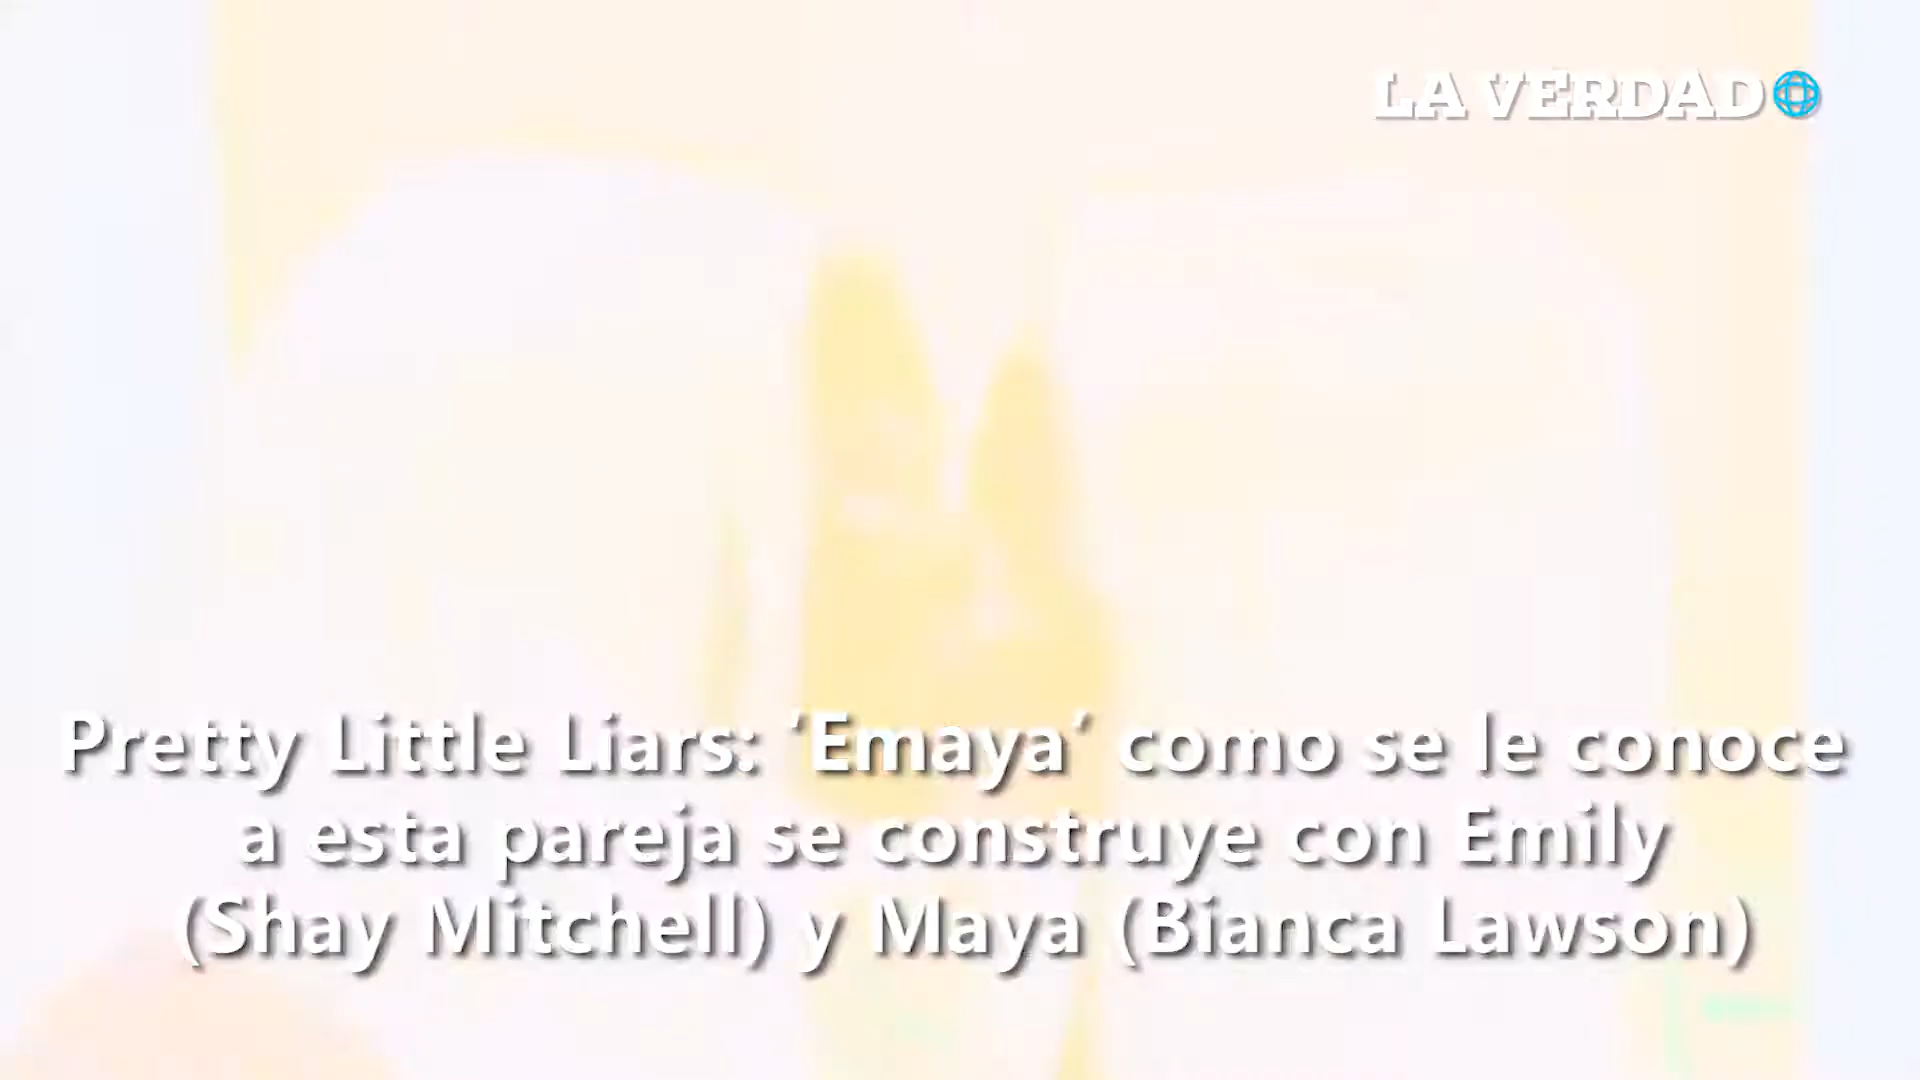 LA VERDAD
Pretty Little Liars: ´Emaya´ como se le conoce
a esta pareja se construye con Emily
(Shay Mitchell) y Maya (Bianca Lawson)